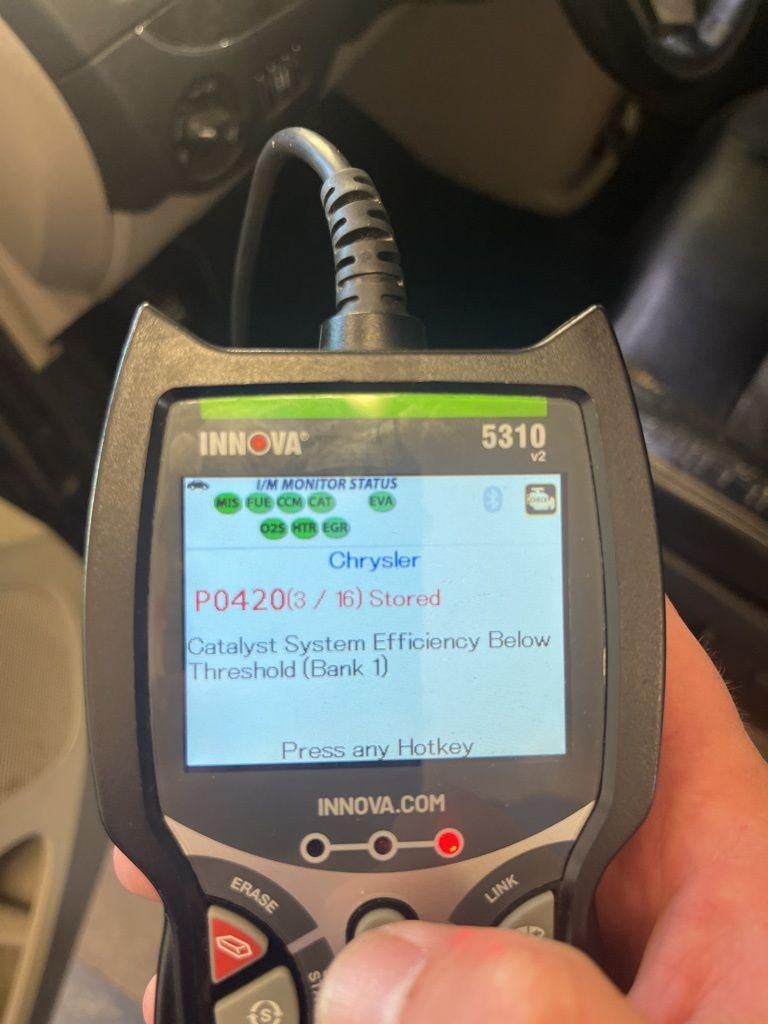 INNOVA®
5310
v2
I/M MONITOR STATUS
MIS FUE CCM CAT EVA
O2S HTR EGR
CHECK
Chrysler
P0420(3 / 16) Stored
Catalyst System Efficiency Below
Threshold (Bank 1)
Press any Hotkey
INNOVA.COM
ERASE
LINK
S